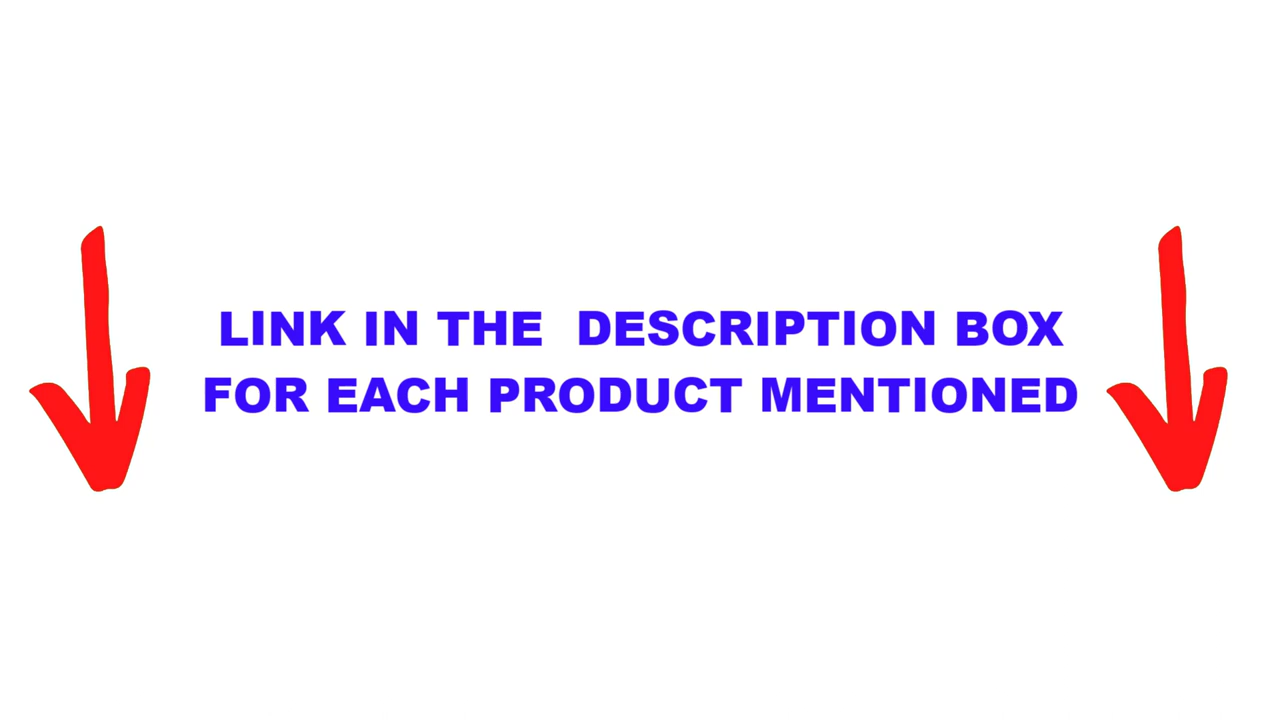 LINK IN THE  DESCRIPTION BOX
FOR EACH PRODUCT MENTIONED